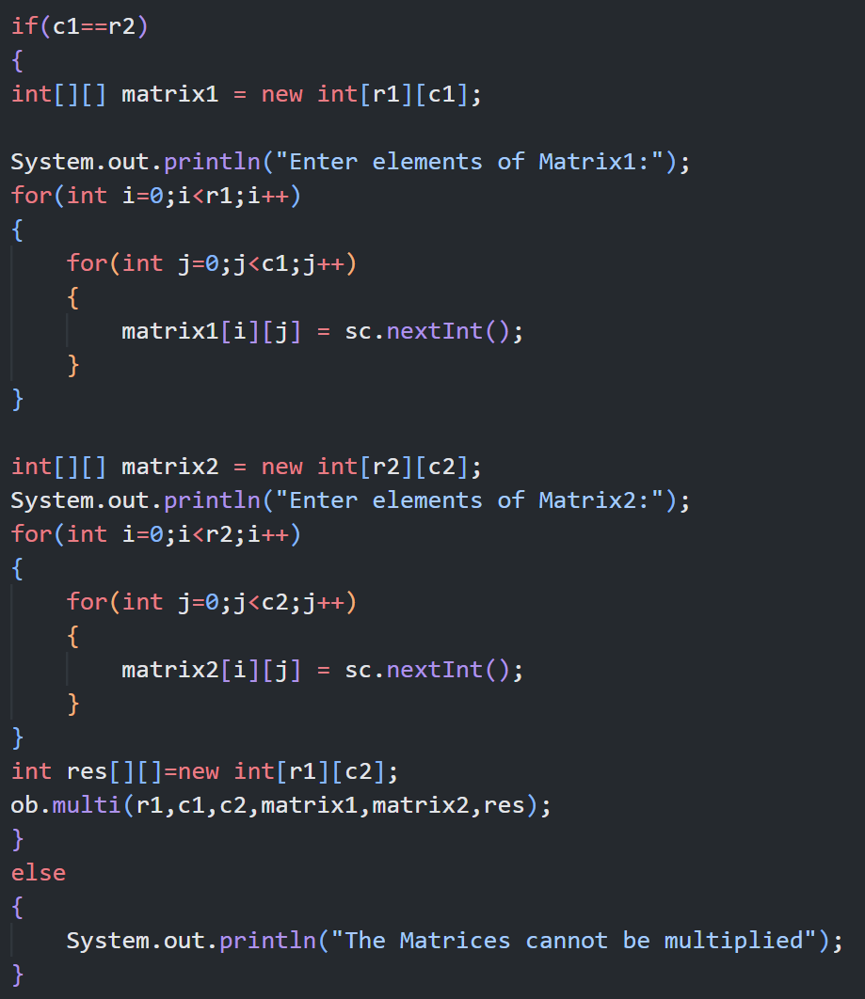 if(c1==r2)
{
int[][] matrix1 = new int[r1][c1];

System.out.println("Enter elements of Matrix1:");
for(int i=0;i<r1;i++)
{
    for(int j=0;j<c1;j++)
    {
        matrix1[i][j] = sc.nextInt();
    }
}

int[][] matrix2 = new int[r2][c2];
System.out.println("Enter elements of Matrix2:");
for(int i=0;i<r2;i++)
{
    for(int j=0;j<c2;j++)
    {
        matrix2[i][j] = sc.nextInt();
    }
}
int res[][]=new int[r1][c2];
ob.multi(r1,c1,c2,matrix1,matrix2,res);
}
else
{
    System.out.println("The Matrices cannot be multiplied");
}